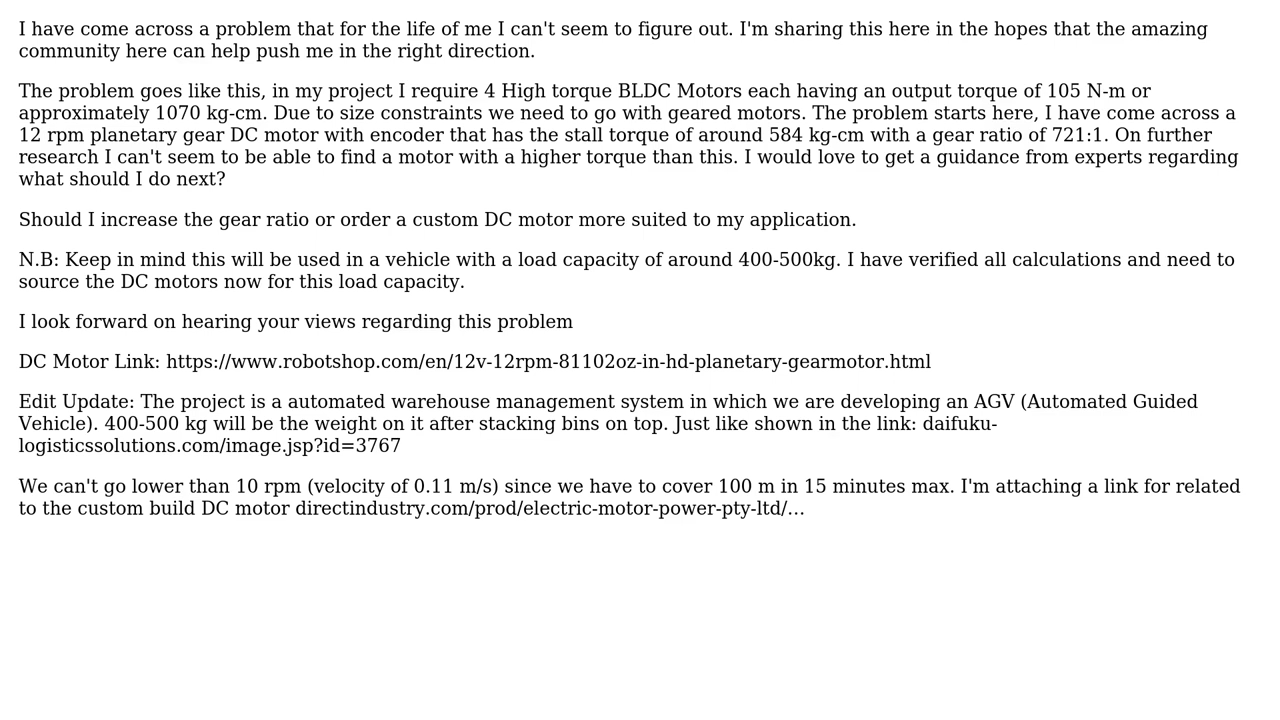 I have come across a problem that for the life of me I can't seem to figure out. I'm sharing this here in the hopes that the amazing
community here can help push me in the right direction.
The problem goes like this, in my project I require 4 High torque BLDC Motors each having an output torque of 105 N-m or
approximately 1070 kg-cm. Due to size constraints we need to go with geared motors. The problem starts here, I have come across a
12 rpm planetary gear DC motor with encoder that has the stall torque of around 584 kg-cm with a gear ratio of 721:1. On further
research I can't seem to be able to find a motor with a higher torque than this. I would love to get a guidance from experts regarding
what should I do next?
Should I increase the gear ratio or order a custom DC motor more suited to my application.
N.B: Keep in mind this will be used in a vehicle with a load capacity of around 400-500kg. I have verified all calculations and need to
source the DC motors now for this load capacity.
I look forward on hearing your views regarding this problem
DC Motor Link: https://www.robotshop.com/en/12v-12rpm-81102oz-in-hd-planetary-gearmotor.html
Edit Update: The project is a automated warehouse management system in which we are developing an AGV (Automated Guided
Vehicle). 400-500 kg will be the weight on it after stacking bins on top. Just like shown in the link: daifuku-
logisticssolutions.com/image.jsp?id=3767
We can't go lower than 10 rpm (velocity of 0.11 m/s) since we have to cover 100 m in 15 minutes max. I'm attaching a link for related
to the custom build DC motor directindustry.com/prod/electric-motor-power-pty-ltd/…